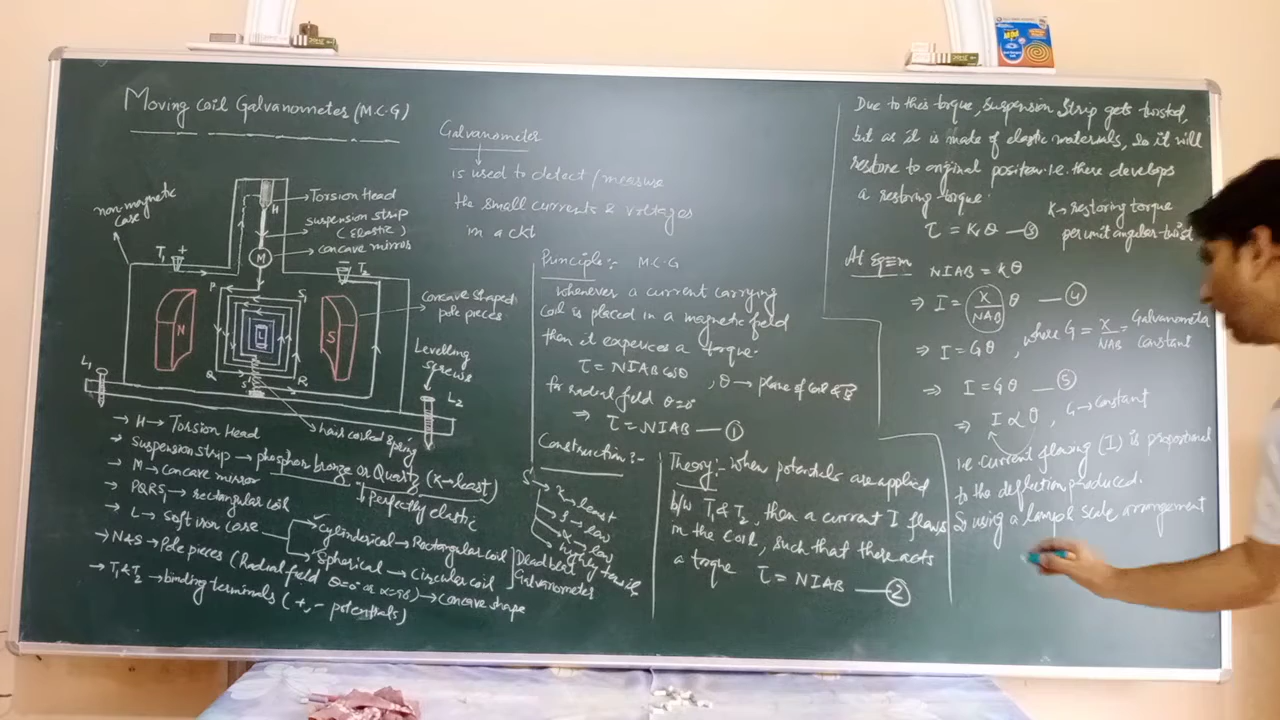 Moving Coil Galvanometer (M.C.G)
non-magnetic
case
T1 +
H
Torsion Head
suspension strip
(Elastic)
concave mirror
M
T2 -
P
S
N
L
S
Q
R
Concave shaped
pole pieces
Levelling
screws
L1
L2
hair coiled spring
→ H → Torsion Head
→ Suspension strip → phosphor bronze or Quartz (K→least)
↓ Perfectly elastic
→ M → Concave mirror
→ PQRS → rectangular coil
→ L → Soft iron case
Cylinderical → Rectangular coil
Spherical → Circular coil
Dead beat
Galvanometer
→ N&S → Pole pieces (Radial field θ=0° or α=90) → Concave shape
→ T1&T2 → binding terminals (+,- potentials)
Galvanometer
is used to detect/measure
the small currents & voltages
in a ckt
Principle:- M.C.G
Whenever a current carrying
Coil is placed in a magnetic field
then it experices a torque.
τ = NIAB cosθ , θ → plane of coil & B
for radial field θ=0°
⇒ τ = NIAB — ①
Construction:-
S
K→least
α → low
highly tensile
Theory:- When potentials are applied
b/w T1 & T2, then a current I flows
in the coil, such that there acts
a torque τ = NIAB — ②
Due to this torque, Suspension Strip gets twisted,
but as it is made of elastic materials, so it will
restore to original position. i.e. there develops
a restoring torque.
τ = Kθ — ③
K → restoring torque
per unit angular twist
At Eq≡m NIAB = Kθ
⇒ I = (K/NAB) θ — ④
⇒ I = Gθ , where G = K/NAB = Galvanometer constant
⇒ I = Gθ — ⑤
⇒ I ∝ θ , G → Constant
i.e. Current flowing (I) is proportional
to the deflection produced.
So using a lamp & scale arrangement